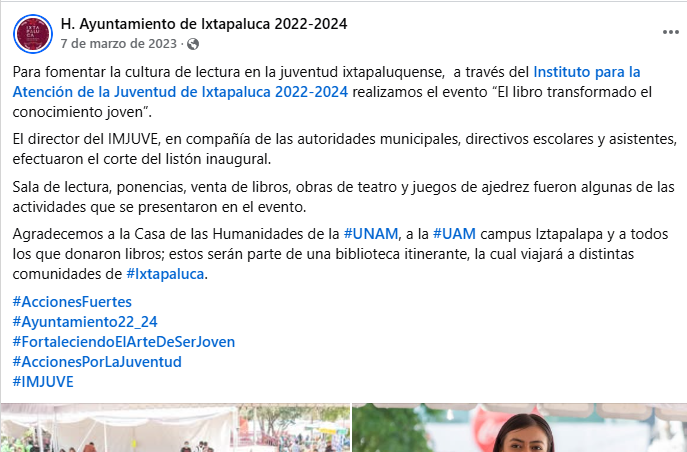 H. Ayuntamiento de Ixtapaluca 2022-2024
7 de marzo de 2023 ·
Para fomentar la cultura de lectura en la juventud ixtapaluquense, a través del Instituto para la
Atención de la Juventud de Ixtapaluca 2022-2024 realizamos el evento “El libro transformado el
conocimiento joven”.
El director del IMJUVE, en compañía de las autoridades municipales, directivos escolares y asistentes,
efectuaron el corte del listón inaugural.
Sala de lectura, ponencias, venta de libros, obras de teatro y juegos de ajedrez fueron algunas de las
actividades que se presentaron en el evento.
Agradecemos a la Casa de las Humanidades de la #UNAM, a la #UAM campus Iztapalapa y a todos
los que donaron libros; estos serán parte de una biblioteca itinerante, la cual viajará a distintas
comunidades de #Ixtapaluca.
#AccionesFuertes
#Ayuntamiento22_24
#FortaleciendoElArteDeSerJoven
#AccionesPorLaJuventud
#IMJUVE